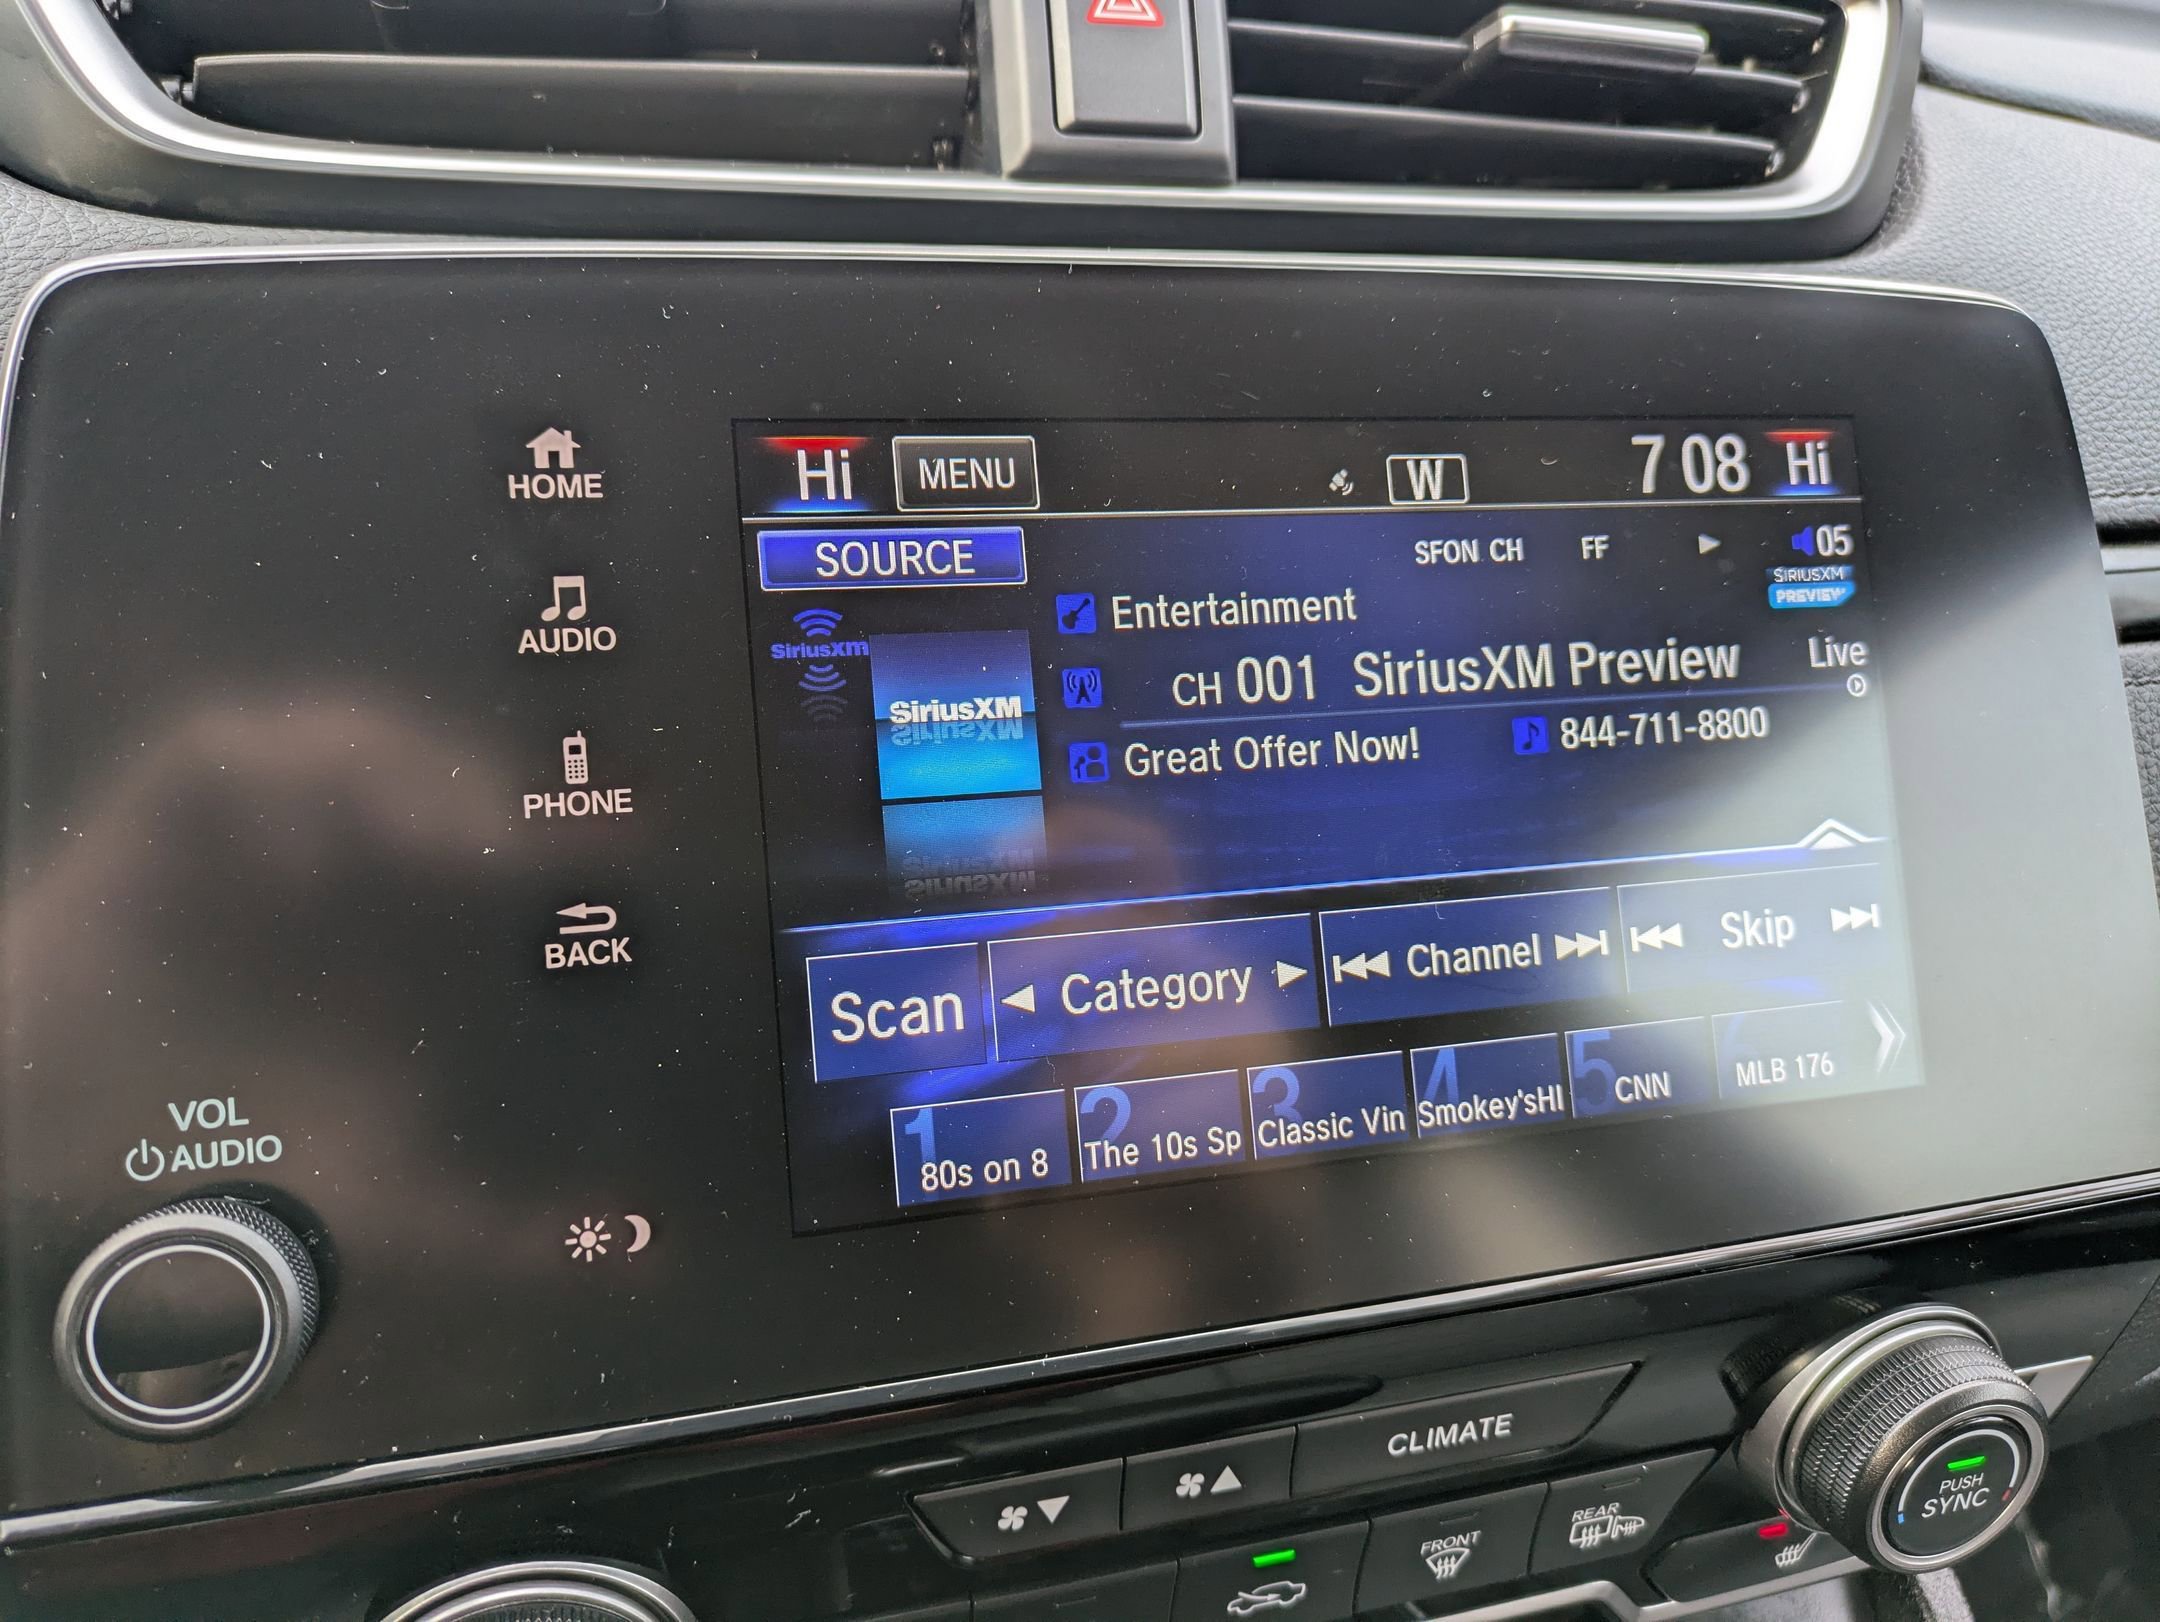 Hi MENU W 7 08 Hi
SOURCE SFON CH FF 05
SIRIUSXM
PREVIEW
HOME
AUDIO
PHONE
BACK
SiriusXM
SiriusXM
Entertainment
CH 001 SiriusXM Preview Live
Great Offer Now! 844-711-8800
Scan Category Channel Skip
1 80s on 8
2 The 10s Sp
3 Classic Vin
4 Smokey'sHI
5 CNN
6 MLB 176
VOL
AUDIO
CLIMATE
FRONT
REAR
PUSH
SYNC